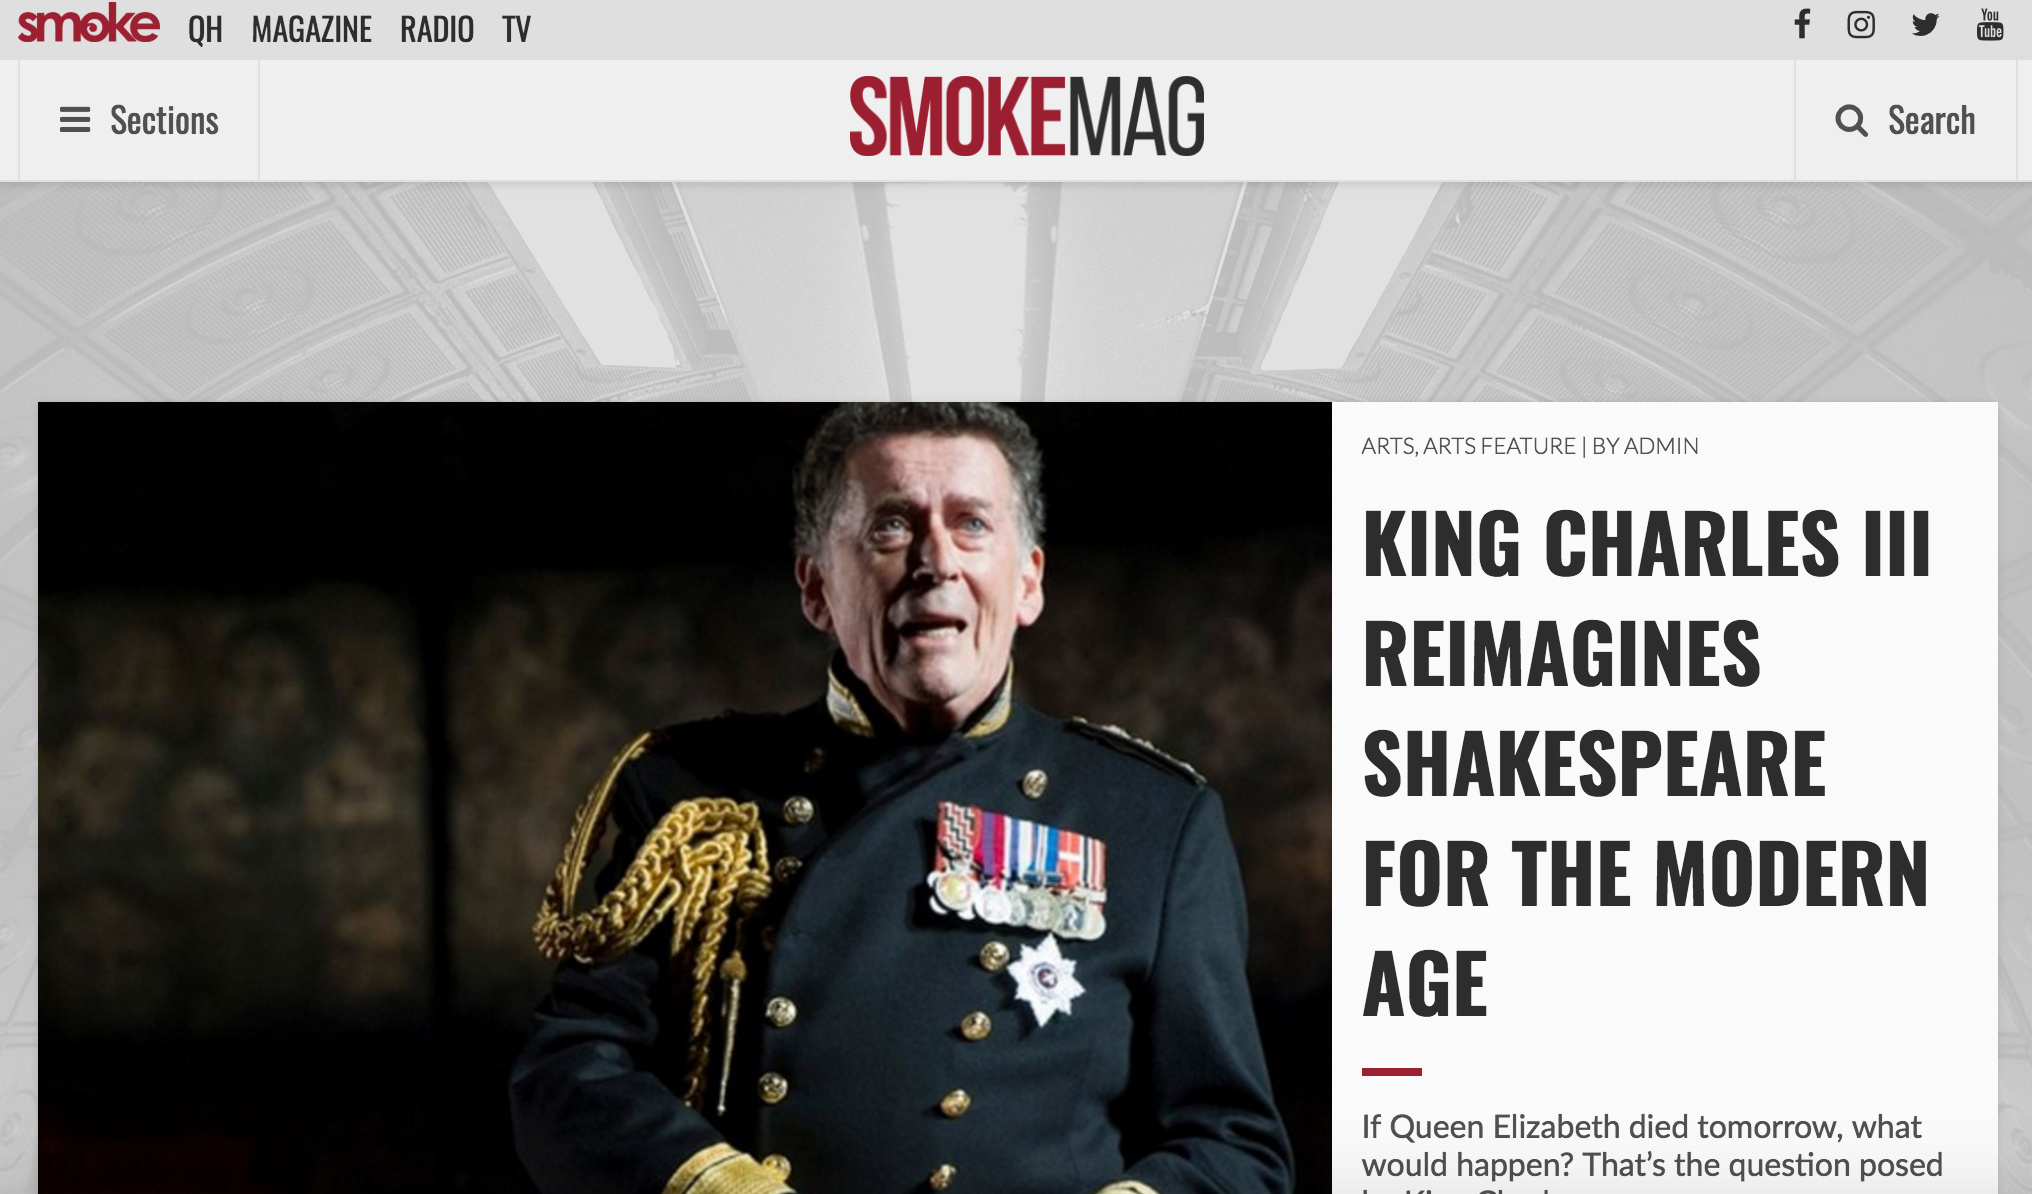 smoke QH MAGAZINE RADIO TV
You
Tube
Sections
SMOKEMAG
Search
ARTS, ARTS FEATURE | BY ADMIN
KING CHARLES III
REIMAGINES
SHAKESPEARE
FOR THE MODERN
AGE
If Queen Elizabeth died tomorrow, what
would happen? That’s the question posed